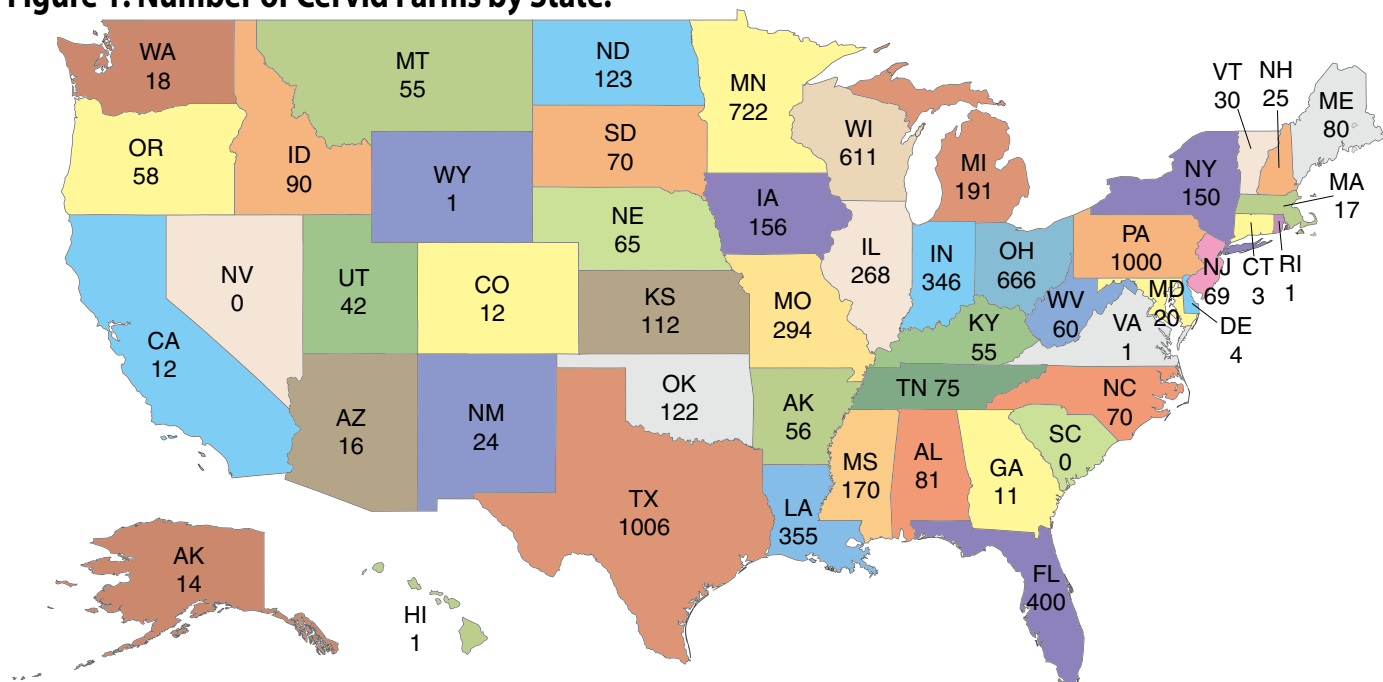 Figure 1. Number of Cervid Farms by State.
WA
18
MT
55
ND
123
MN
722
VT
30
NH
25
ME
80
OR
58
ID
90
WY
1
SD
70
WI
611
MI
191
NY
150
MA
17
NV
0
UT
42
CO
12
NE
65
IA
156
IL
268
IN
346
OH
666
PA
1000
NJ
69
CT
3
RI
1
CA
12
KS
112
MO
294
KY
55
WV
60
VA
1
MD
20
DE
4
AZ
16
NM
24
OK
122
AK
56
TN 75
NC
70
SC
0
TX
1006
LA
355
MS
170
AL
81
GA
11
FL
400
AK
14
HI
1